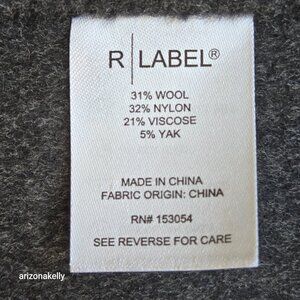 R LABEL®
31% WOOL
32% NYLON
21% VISCOSE
5% YAK
MADE IN CHINA
FABRIC ORIGIN: CHINA
RN# 153054
SEE REVERSE FOR CARE
arizonakelly